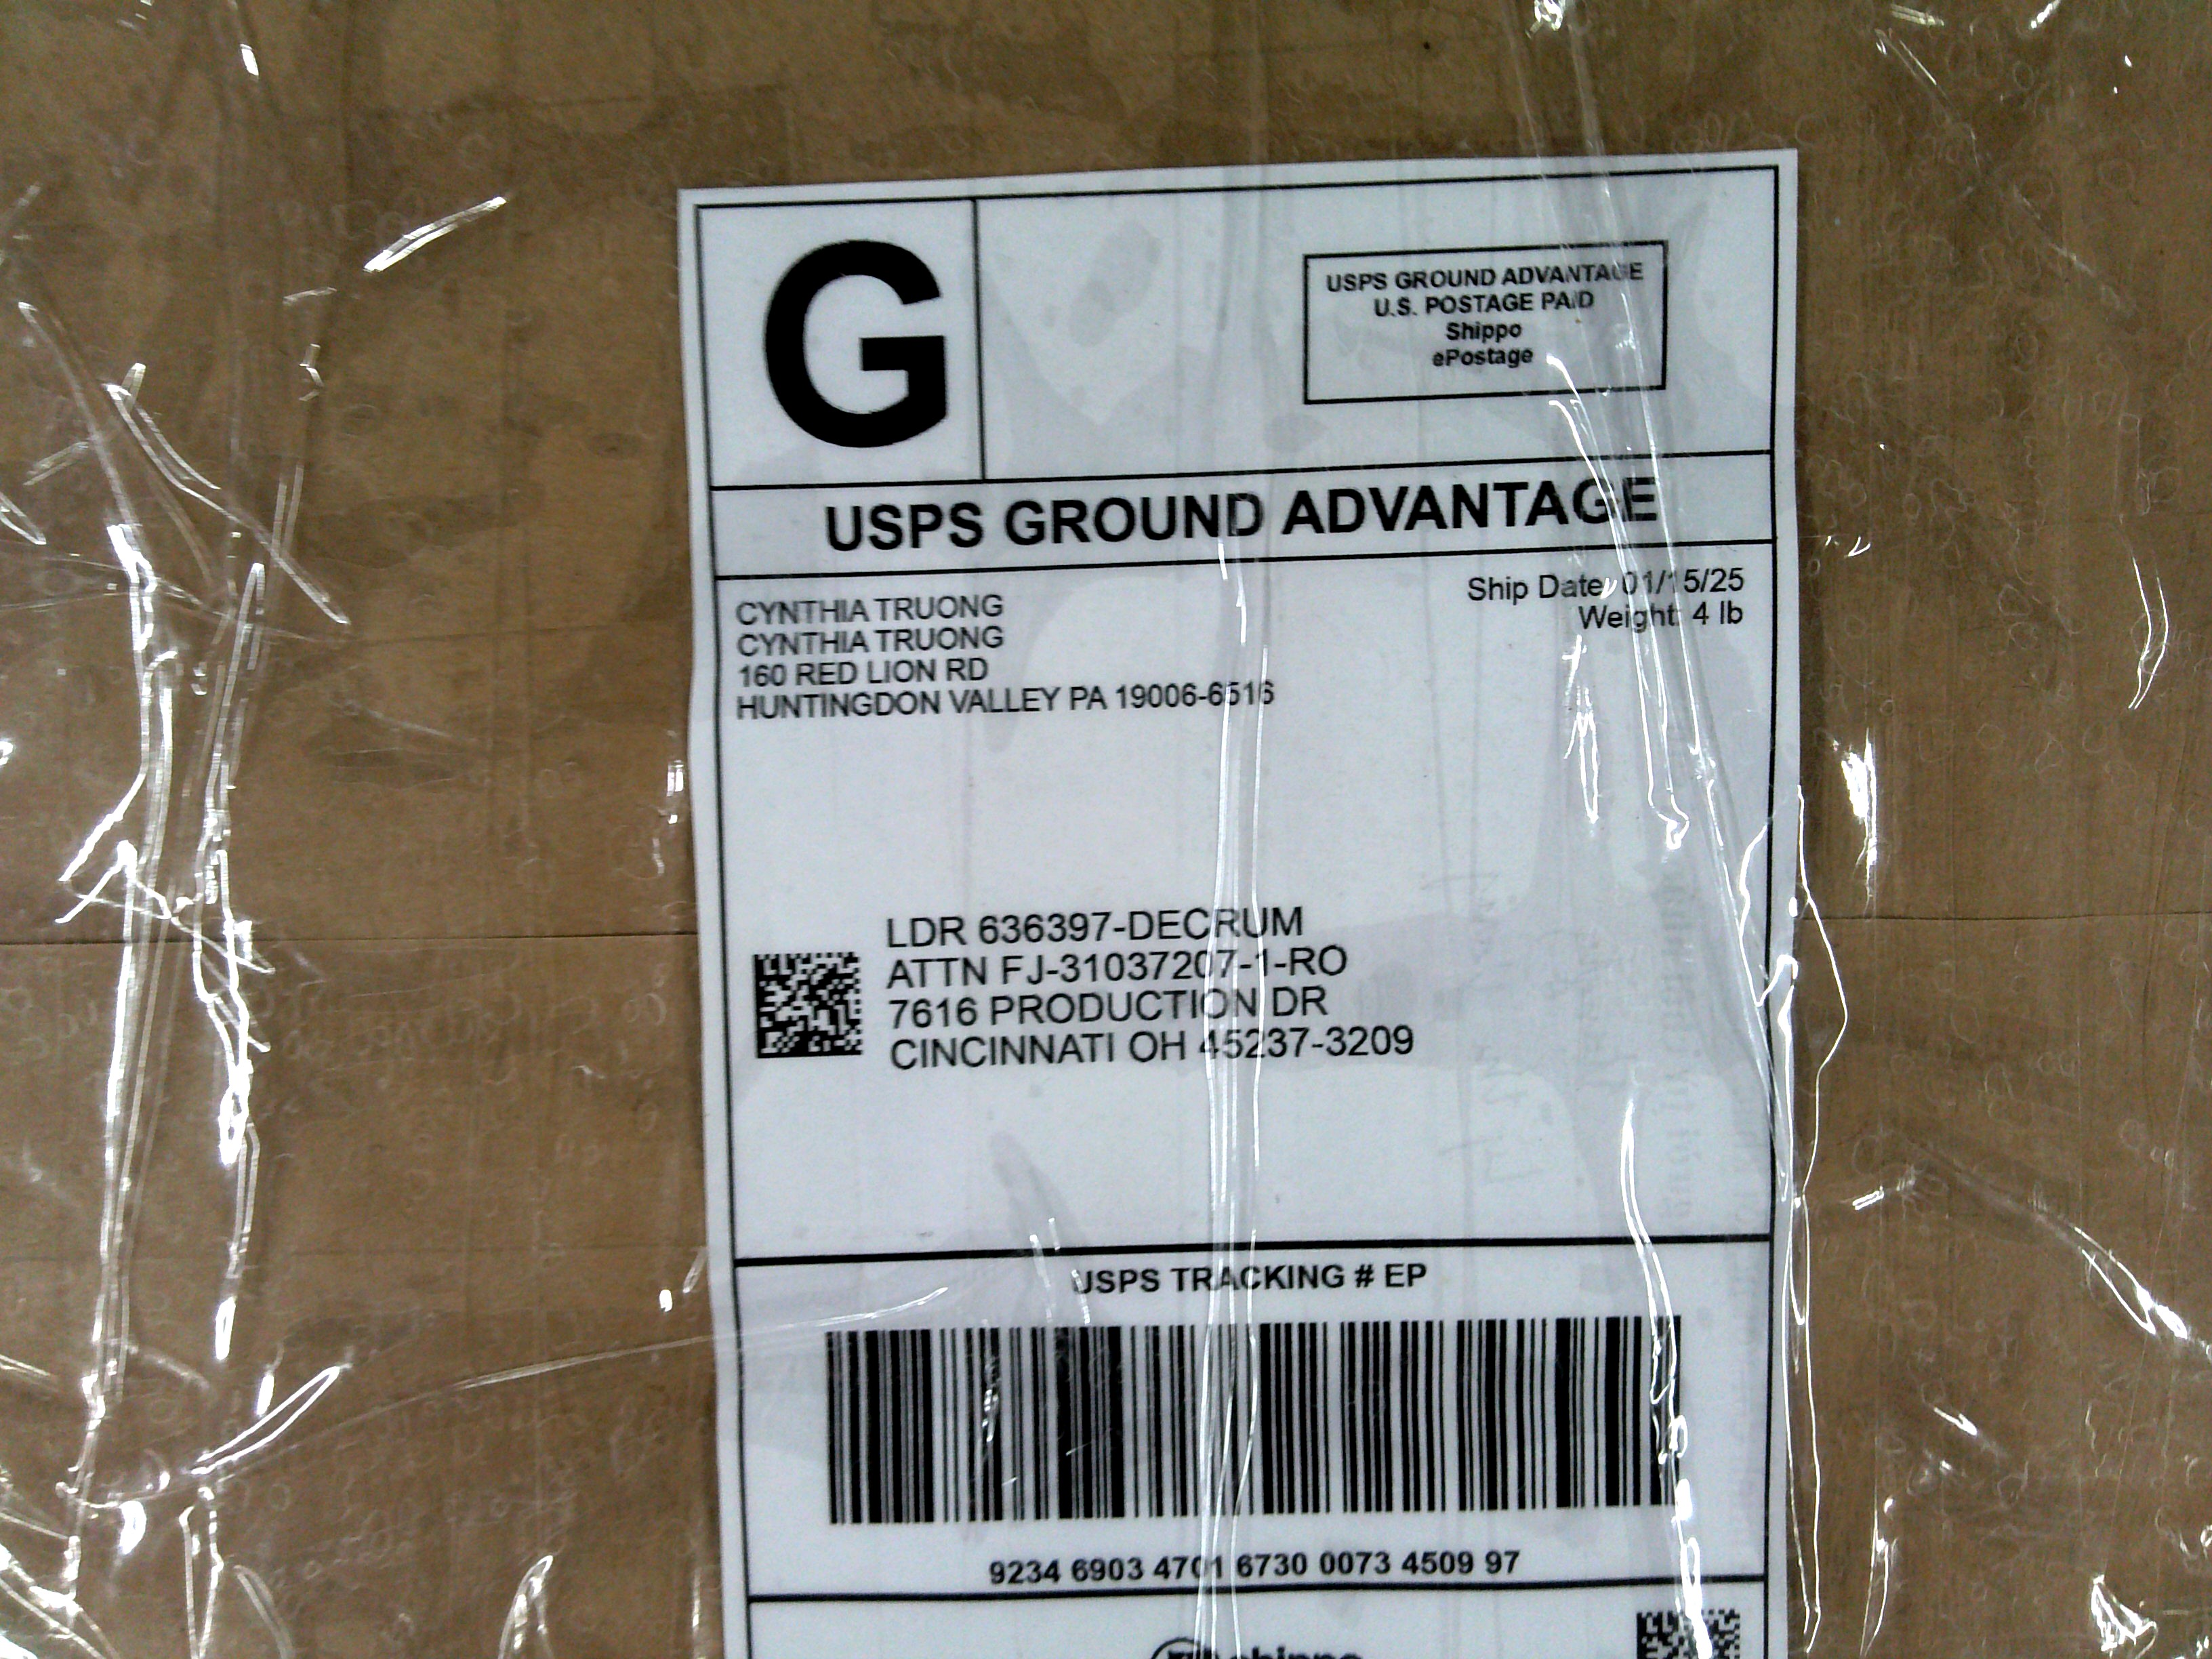 G
USPS GROUND ADVANTAGE
U.S. POSTAGE PAID
Shippo
ePostage
USPS GROUND ADVANTAGE
Ship Date: 01/15/25
Weight: 4 lb
CYNTHIA TRUONG
CYNTHIA TRUONG
160 RED LION RD
HUNTINGDON VALLEY PA 19006-6516
LDR 636397-DECRUM
ATTN FJ-31037207-1-RO
7616 PRODUCTION DR
CINCINNATI OH 45237-3209
USPS TRACKING # EP
9234 6903 4701 6730 0073 4509 97
shippo